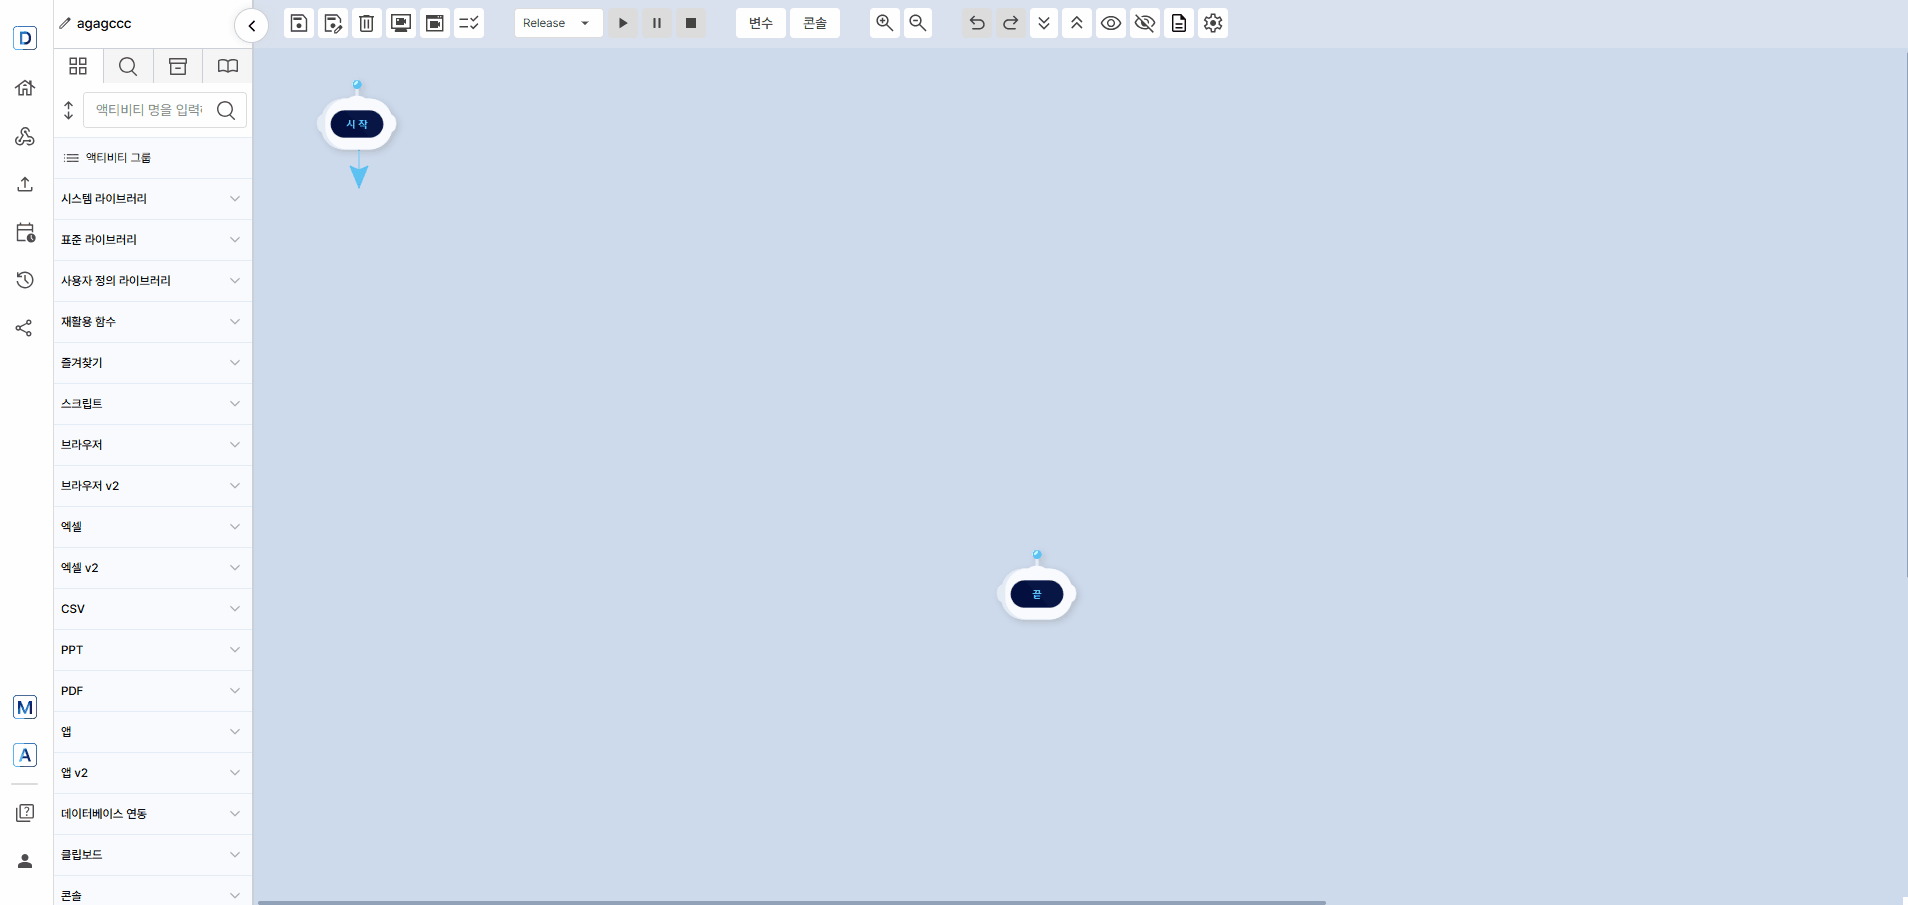 agagccc
Release
변수
콘솔
D
액티비티 명을 입력
액티비티 그룹
시스템 라이브러리
표준 라이브러리
사용자 정의 라이브러리
재활용 함수
즐겨찾기
스크립트
브라우저
브라우저 v2
엑셀
엑셀 v2
CSV
PPT
PDF
앱
앱 v2
데이터베이스 연동
클립보드
콘솔
M
A
시작
끝